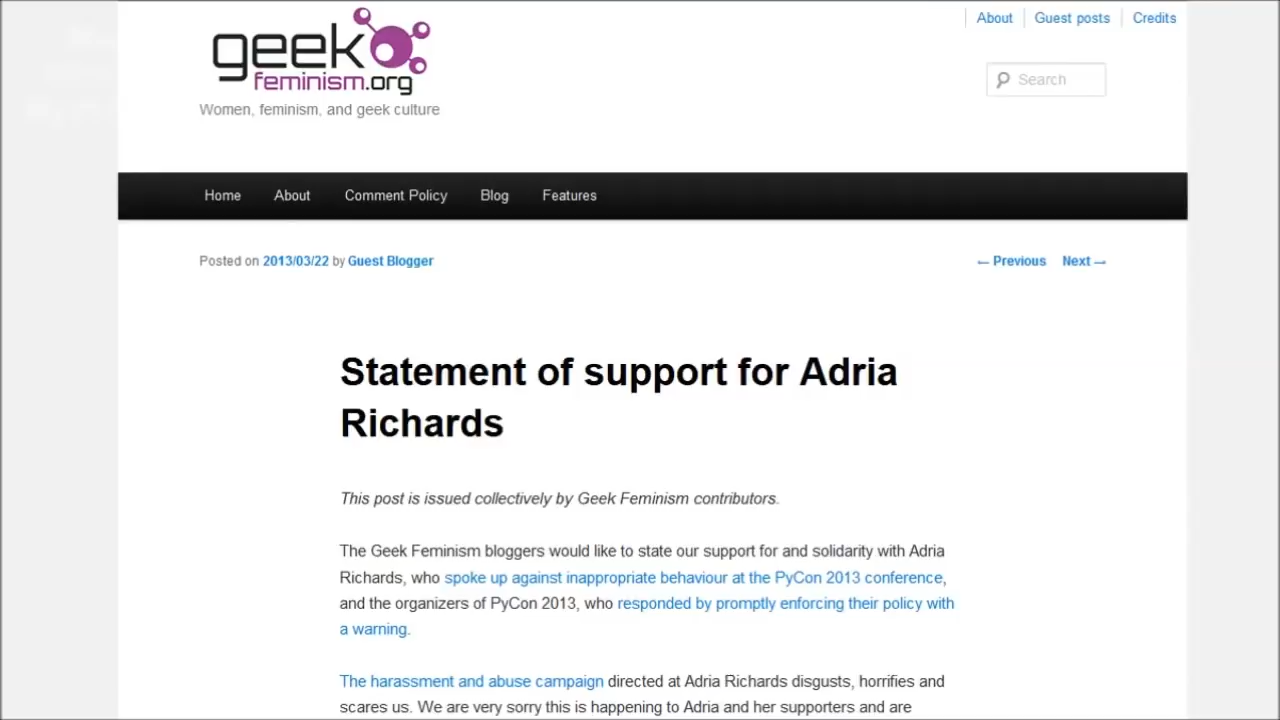 About
Guest posts
Credits
geek
feminism.org
Search
Women, feminism, and geek culture
Home
About
Comment Policy
Blog
Features
Posted on 2013/03/22 by Guest Blogger
← Previous
Next →
Statement of support for Adria
Richards
This post is issued collectively by Geek Feminism contributors.
The Geek Feminism bloggers would like to state our support for and solidarity with Adria
Richards, who spoke up against inappropriate behaviour at the PyCon 2013 conference,
and the organizers of PyCon 2013, who responded by promptly enforcing their policy with
a warning.
The harassment and abuse campaign directed at Adria Richards disgusts, horrifies and
scares us. We are very sorry this is happening to Adria and her supporters and are